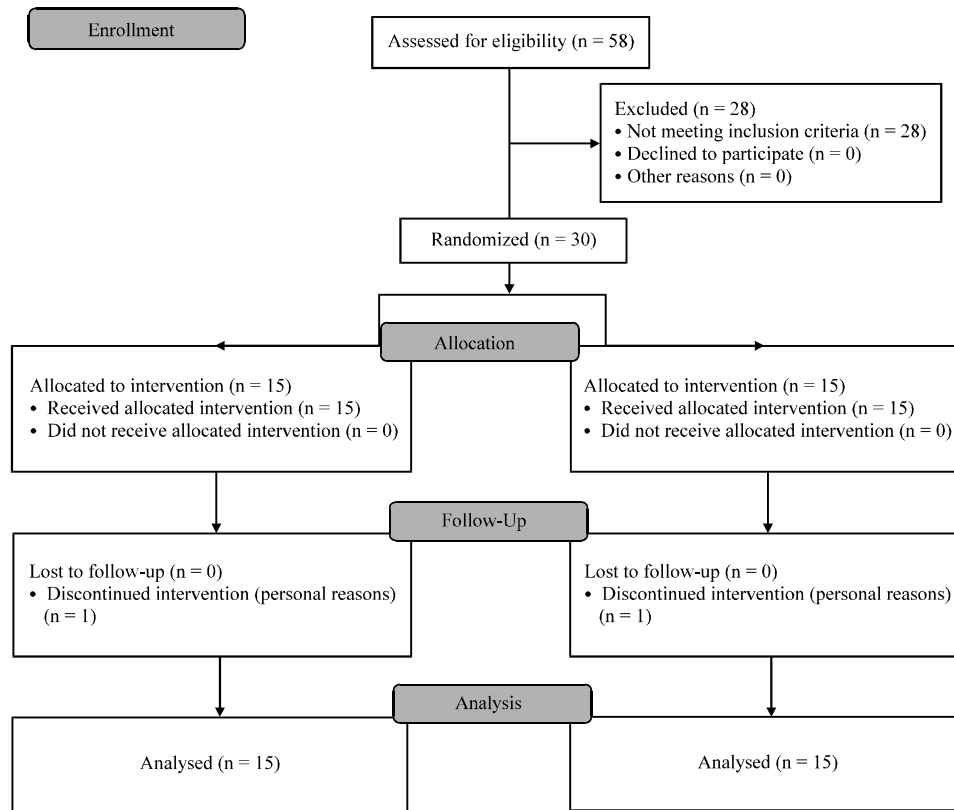 Enrollment
Assessed for eligibility (n = 58)
Excluded (n = 28)
• Not meeting inclusion criteria (n = 28)
• Declined to participate (n = 0)
• Other reasons (n = 0)
Randomized (n = 30)
Allocation
Allocated to intervention (n = 15)
• Received allocated intervention (n = 15)
• Did not receive allocated intervention (n = 0)
Allocated to intervention (n = 15)
• Received allocated intervention (n = 15)
• Did not receive allocated intervention (n = 0)
Follow-Up
Lost to follow-up (n = 0)
• Discontinued intervention (personal reasons)
(n = 1)
Lost to follow-up (n = 0)
• Discontinued intervention (personal reasons)
(n = 1)
Analysis
Analysed (n = 15)
Analysed (n = 15)